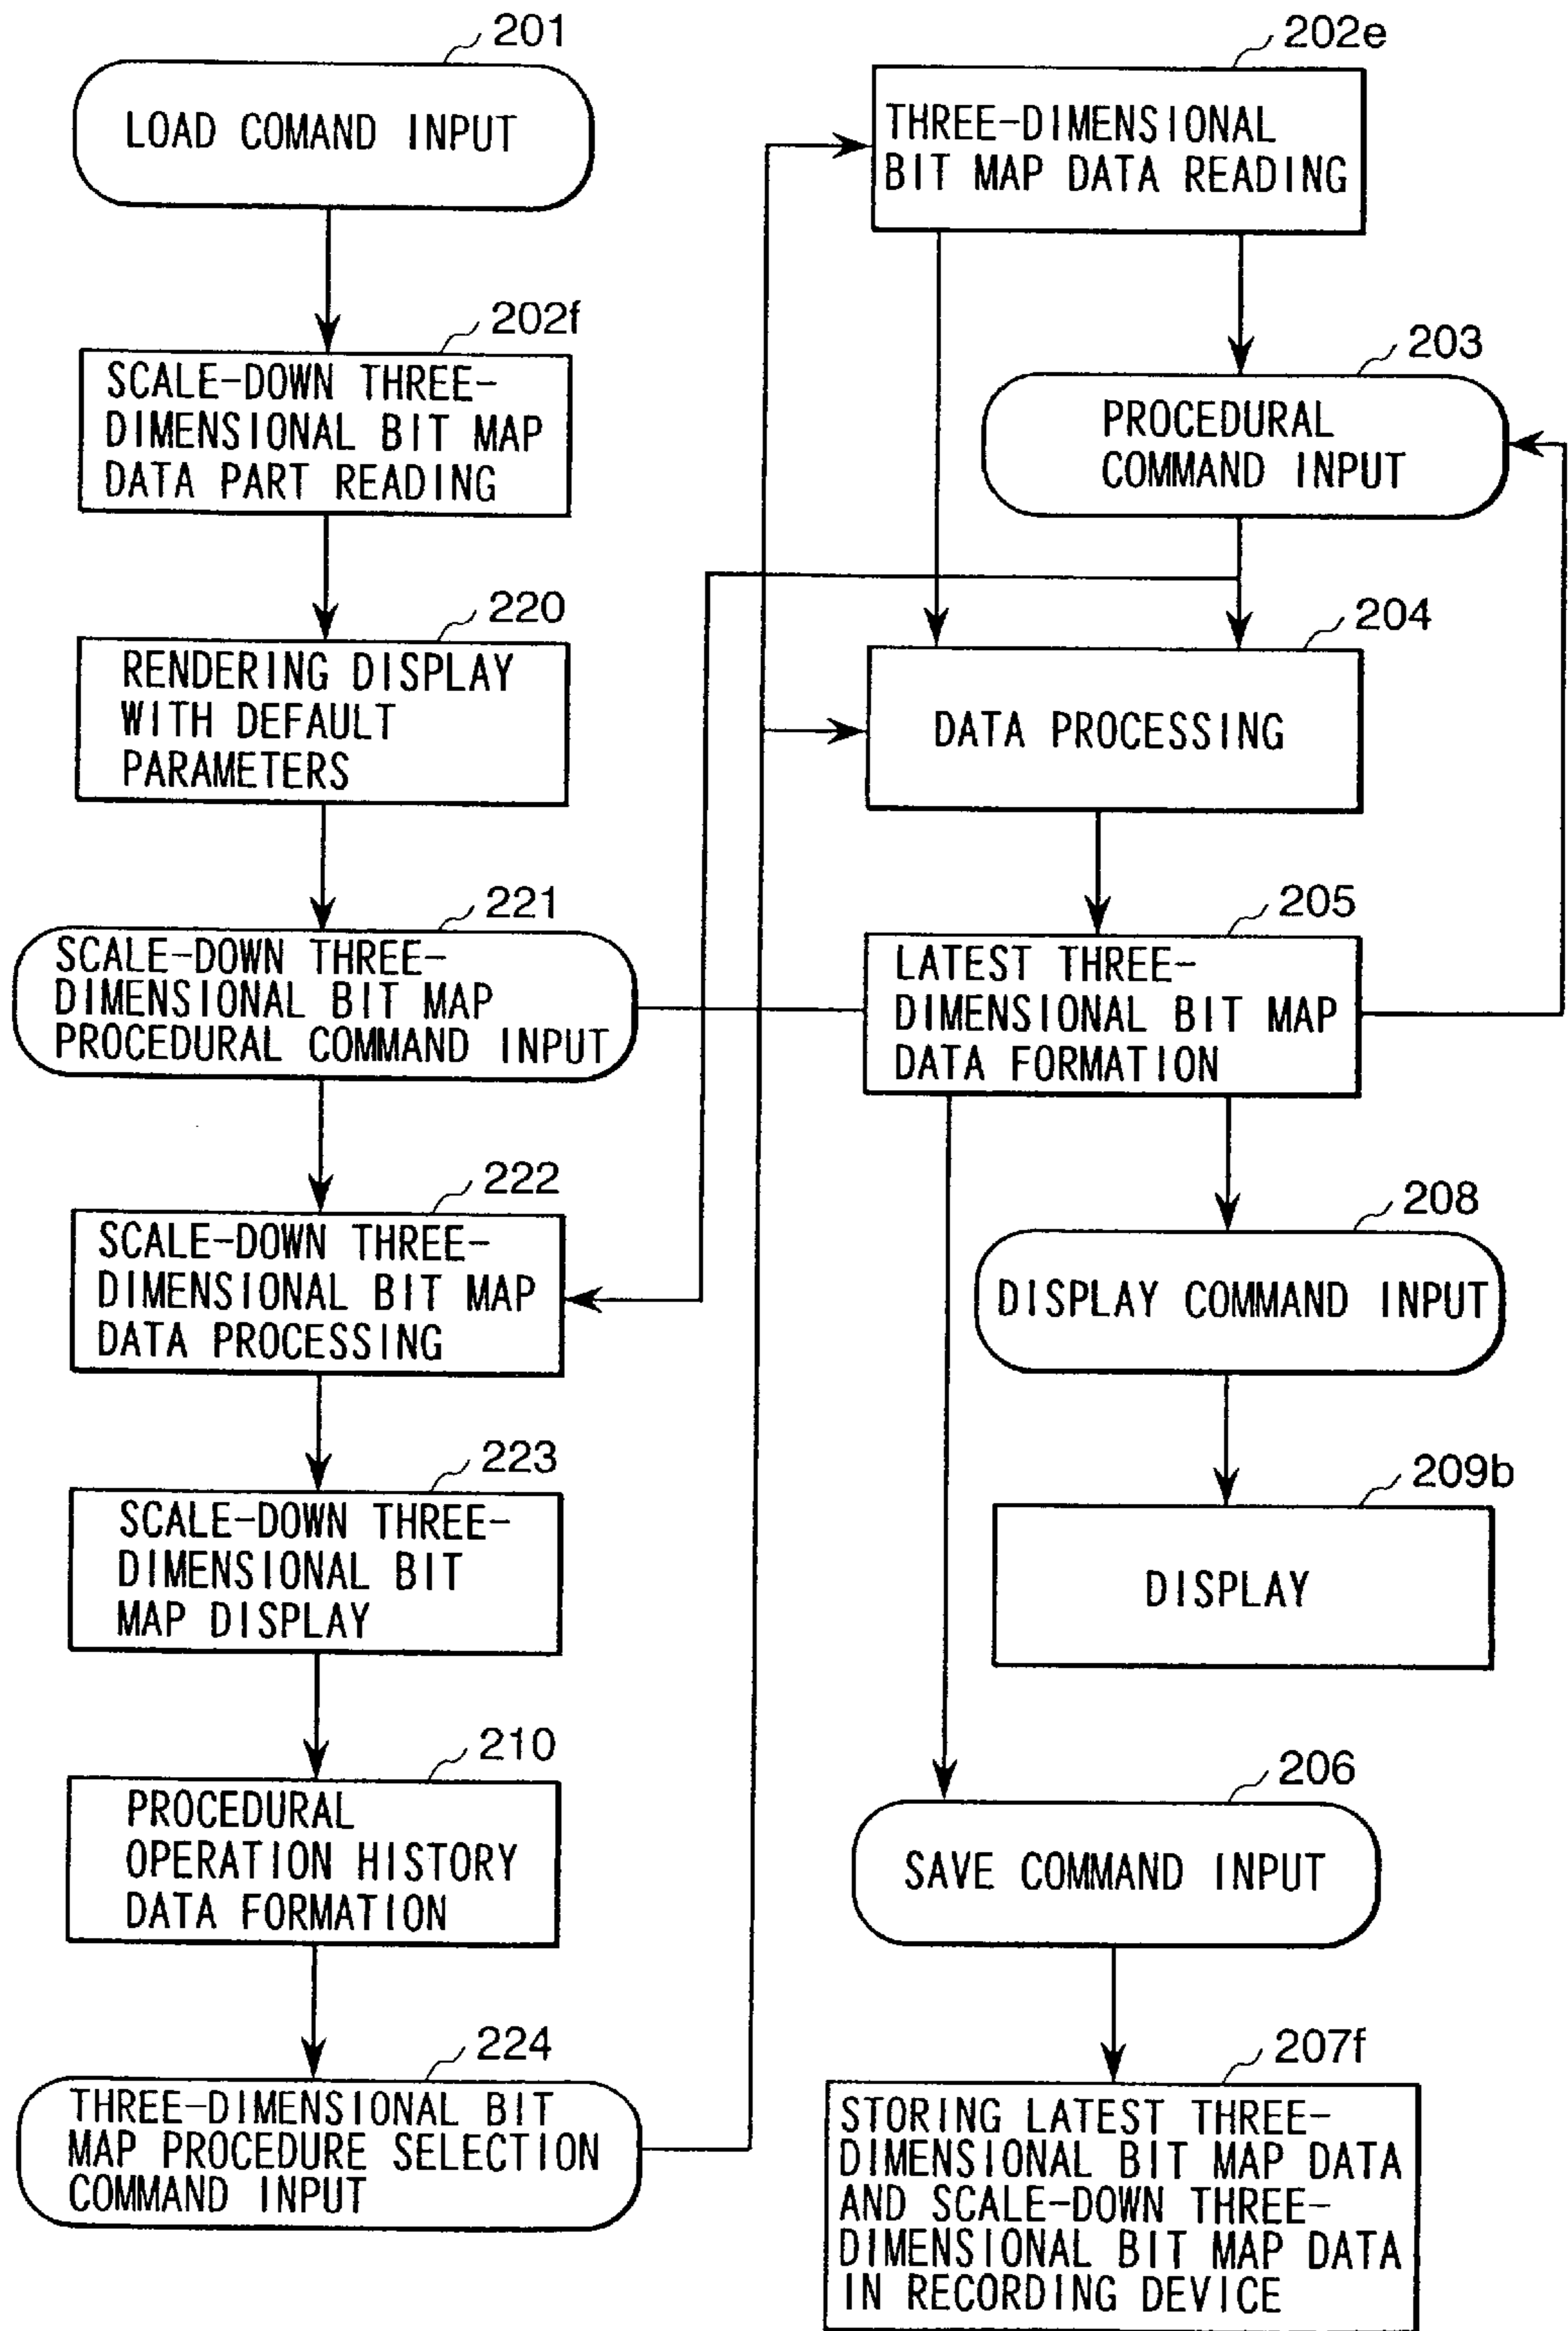 201
LOAD COMAND INPUT
202f
SCALE-DOWN THREE-
DIMENSIONAL BIT MAP
DATA PART READING
220
RENDERING DISPLAY
WITH DEFAULT
PARAMETERS
221
SCALE-DOWN THREE-
DIMENSIONAL BIT MAP
PROCEDURAL COMMAND INPUT
222
SCALE-DOWN THREE-
DIMENSIONAL BIT MAP
DATA PROCESSING
223
SCALE-DOWN THREE-
DIMENSIONAL BIT
MAP DISPLAY
210
PROCEDURAL
OPERATION HISTORY
DATA FORMATION
224
THREE-DIMENSIONAL BIT
MAP PROCEDURE SELECTION
COMMAND INPUT
202e
THREE-DIMENSIONAL
BIT MAP DATA READING
203
PROCEDURAL
COMMAND INPUT
204
DATA PROCESSING
205
LATEST THREE-
DIMENSIONAL BIT MAP
DATA FORMATION
208
DISPLAY COMMAND INPUT
209b
DISPLAY
206
SAVE COMMAND INPUT
207f
STORING LATEST THREE-
DIMENSIONAL BIT MAP DATA
AND SCALE-DOWN THREE-
DIMENSIONAL BIT MAP DATA
IN RECORDING DEVICE